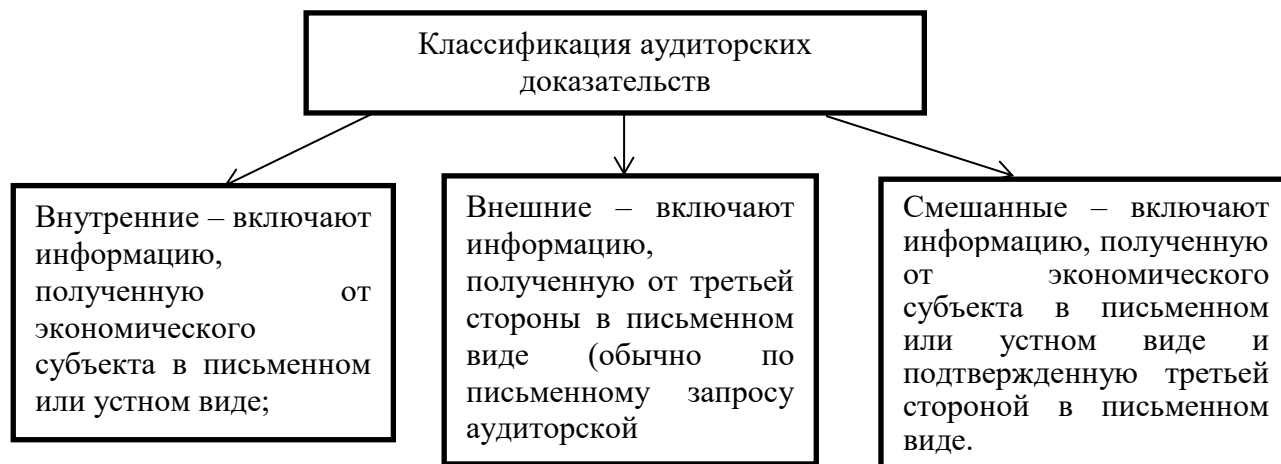 Классификация аудиторских
доказательств
Внутренние – включают
информацию,
полученную от
экономического
субъекта в письменном
или устном виде;
Внешние – включают
информацию,
полученную от третьей
стороны в письменном
виде (обычно по
письменному запросу
аудиторской
Смешанные – включают
информацию, полученную
от экономического
субъекта в письменном
или устном виде и
подтвержденную третьей
стороной в письменном
виде.